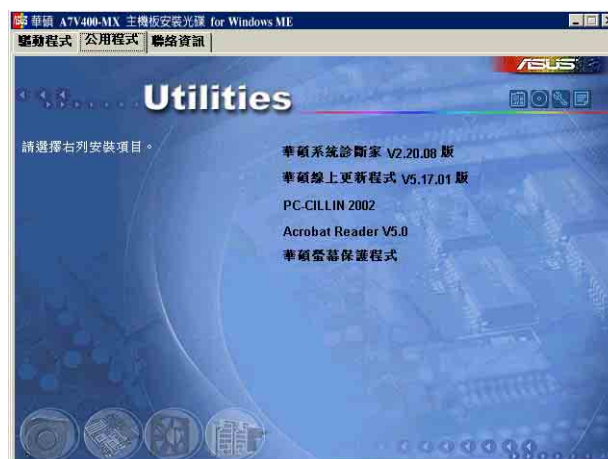 華碩 A7V400-MX 主機板安裝光碟 for Windows ME
驅動程式 公用程式 聯絡資訊
ASUS
Utilities
請選擇右列安裝項目。
華碩系統診斷家 V2.20.08 版
華碩線上更新程式 V5.17.01 版
PC-CILLIN 2002
Acrobat Reader V5.0
華碩螢幕保護程式